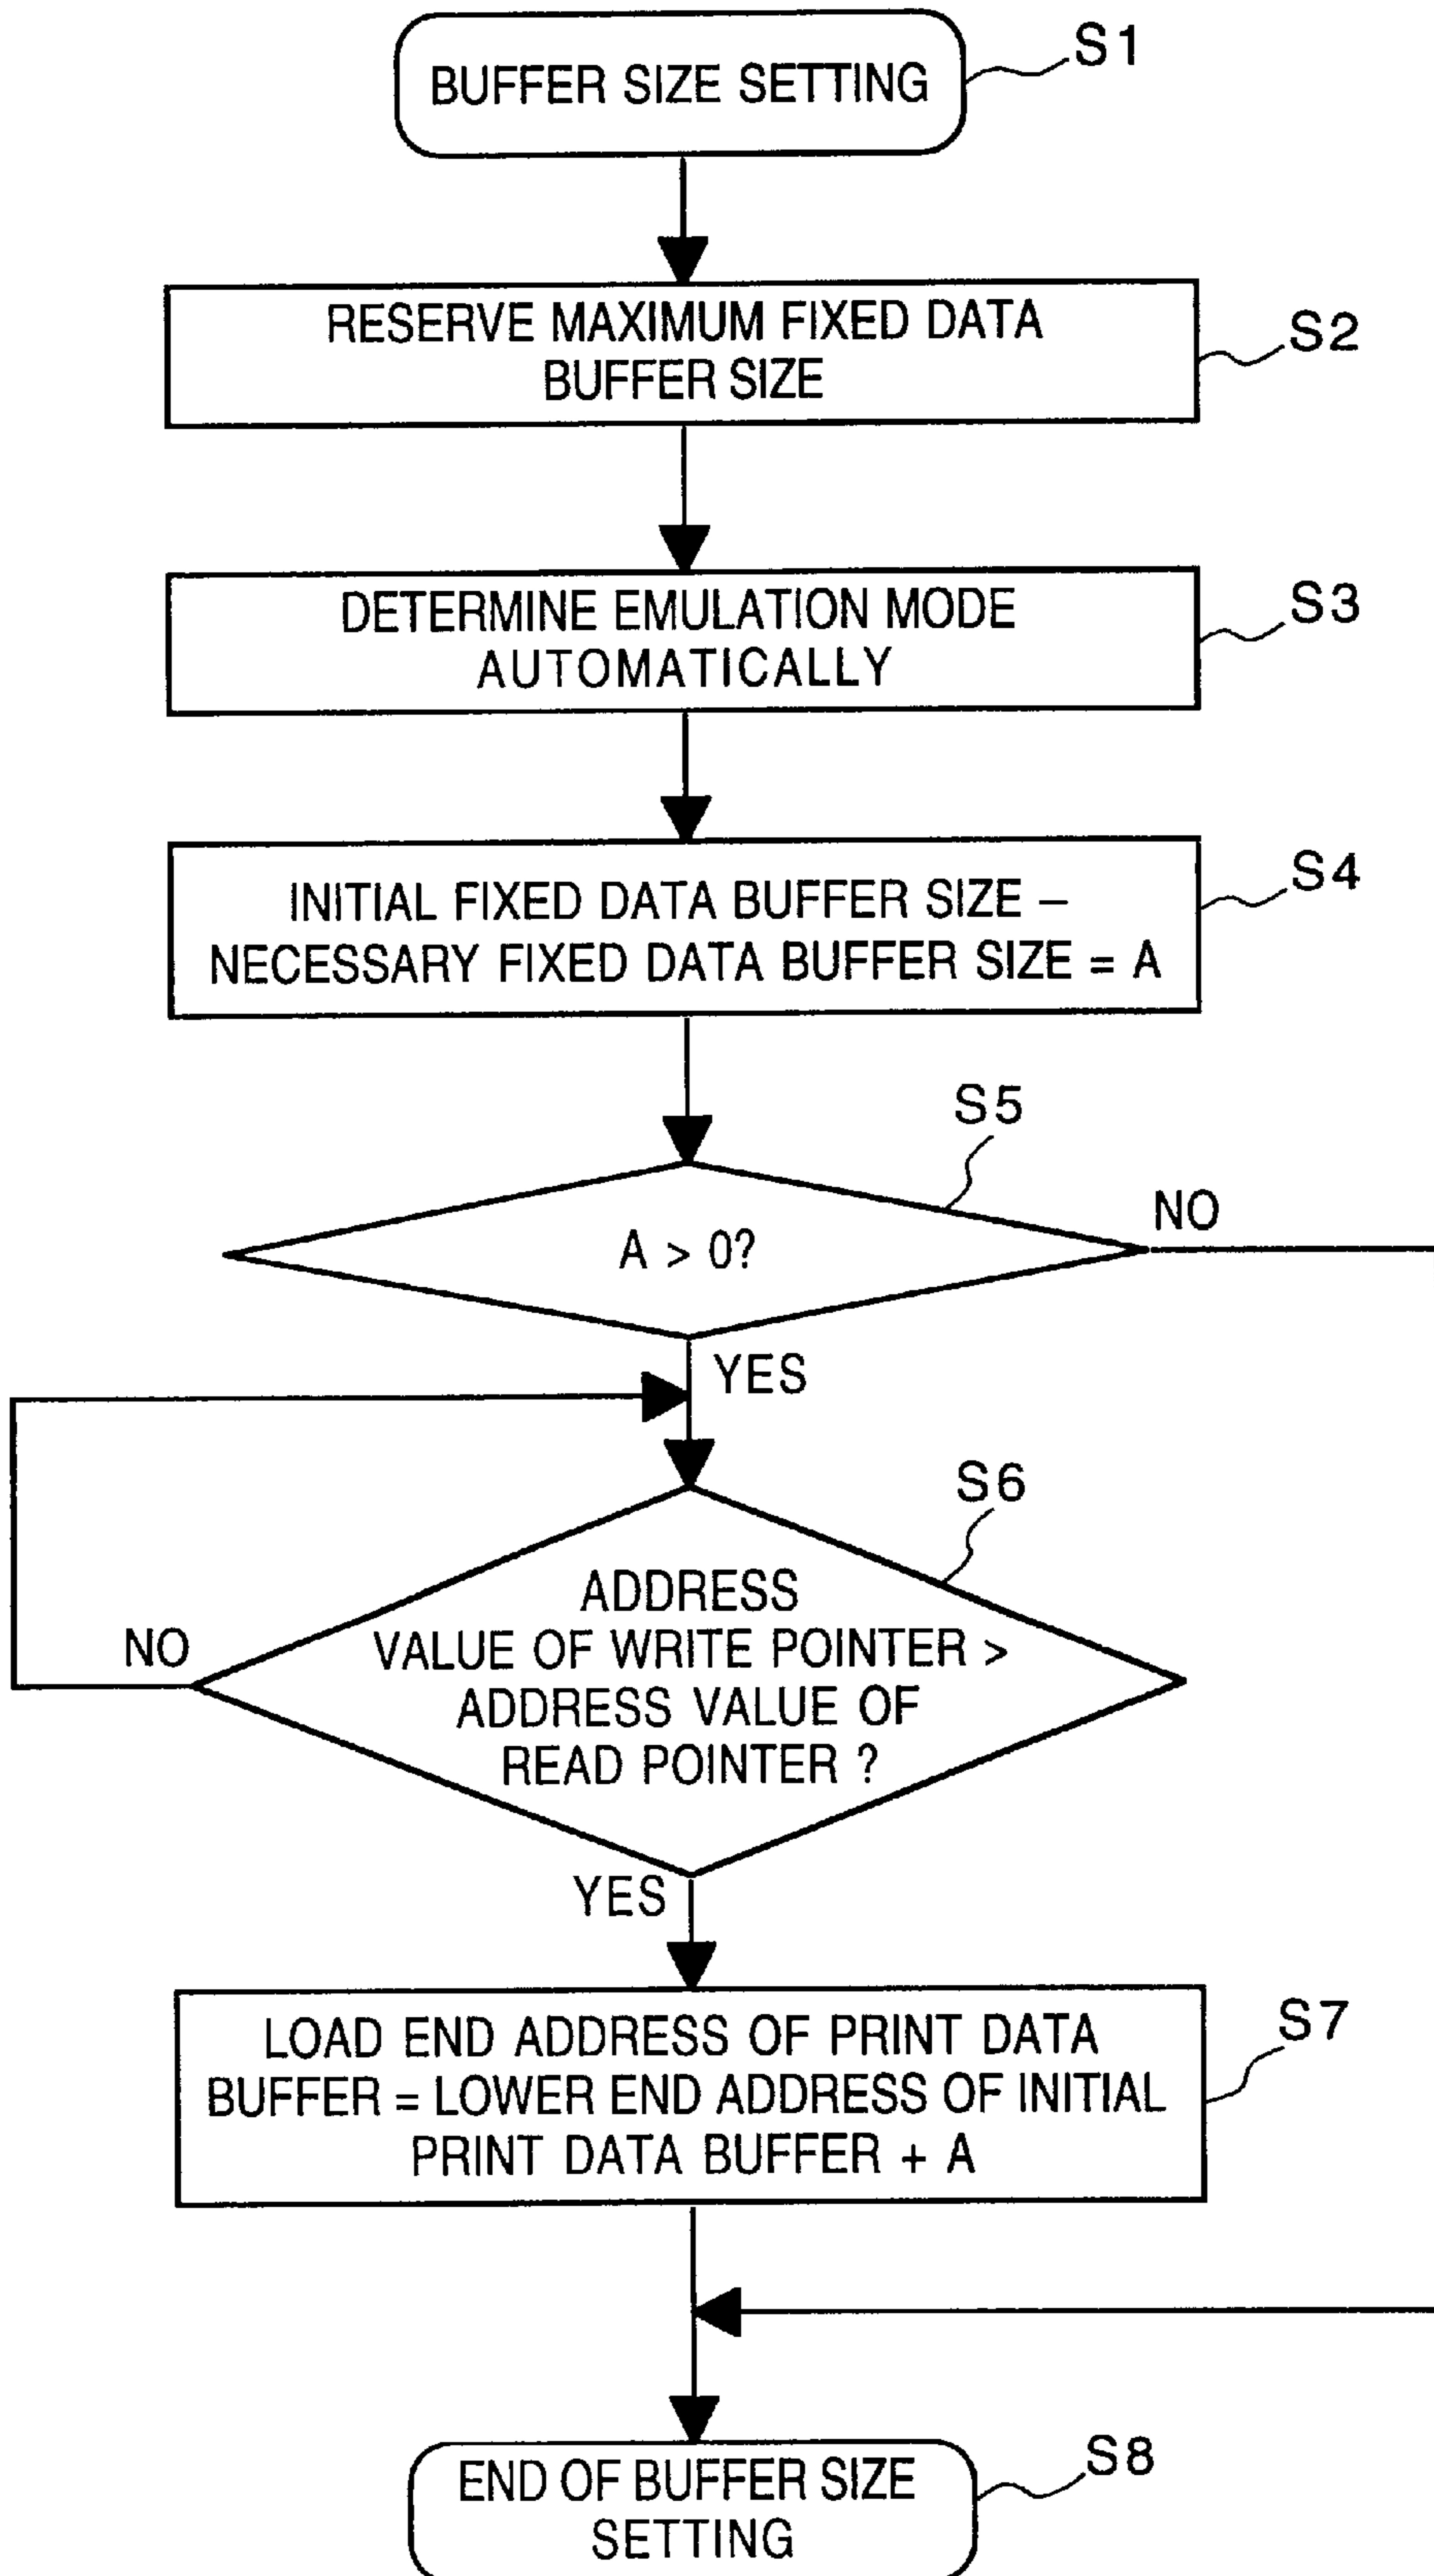 BUFFER SIZE SETTING
S1
RESERVE MAXIMUM FIXED DATA
BUFFER SIZE
S2
DETERMINE EMULATION MODE
AUTOMATICALLY
S3
INITIAL FIXED DATA BUFFER SIZE –
NECESSARY FIXED DATA BUFFER SIZE = A
S4
S5
A > 0?
NO
YES
S6
ADDRESS
VALUE OF WRITE POINTER >
ADDRESS VALUE OF
READ POINTER ?
NO
YES
LOAD END ADDRESS OF PRINT DATA
BUFFER = LOWER END ADDRESS OF INITIAL
PRINT DATA BUFFER + A
S7
END OF BUFFER SIZE
SETTING
S8